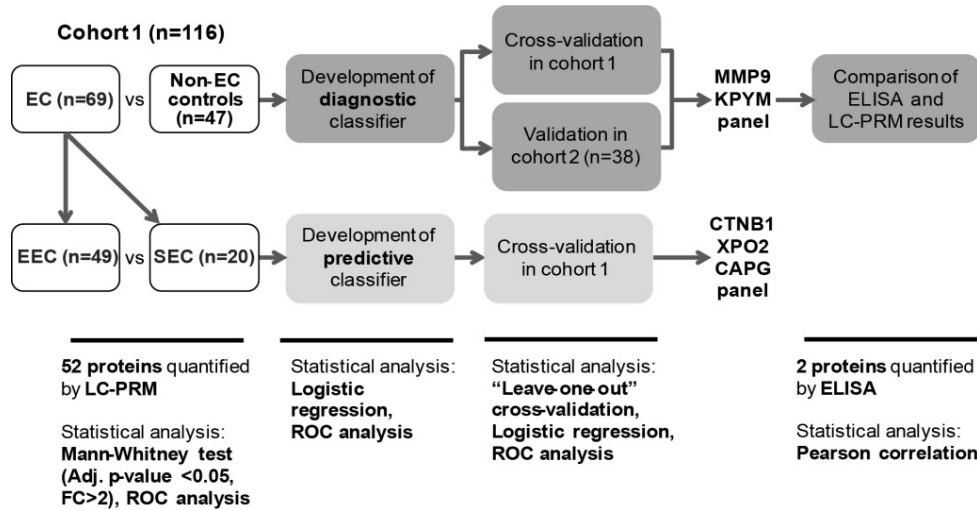 Cohort 1 (n=116)
EC (n=69)
vs
Non-EC
controls
(n=47)
Development of
diagnostic
classifier
Cross-validation
in cohort 1
Validation in
cohort 2 (n=38)
MMP9
KPYM
panel
Comparison of
ELISA and
LC-PRM results
EEC (n=49)
vs
SEC (n=20)
Development of
predictive
classifier
Cross-validation
in cohort 1
CTNB1
XPO2
CAPG
panel
52 proteins quantified
by LC-PRM
Statistical analysis:
Mann-Whitney test
(Adj. p-value <0.05,
FC>2), ROC analysis
Statistical analysis:
Logistic
regression,
ROC analysis
Statistical analysis:
“Leave-one-out”
cross-validation,
Logistic regression,
ROC analysis
2 proteins quantified
by ELISA
Statistical analysis:
Pearson correlation